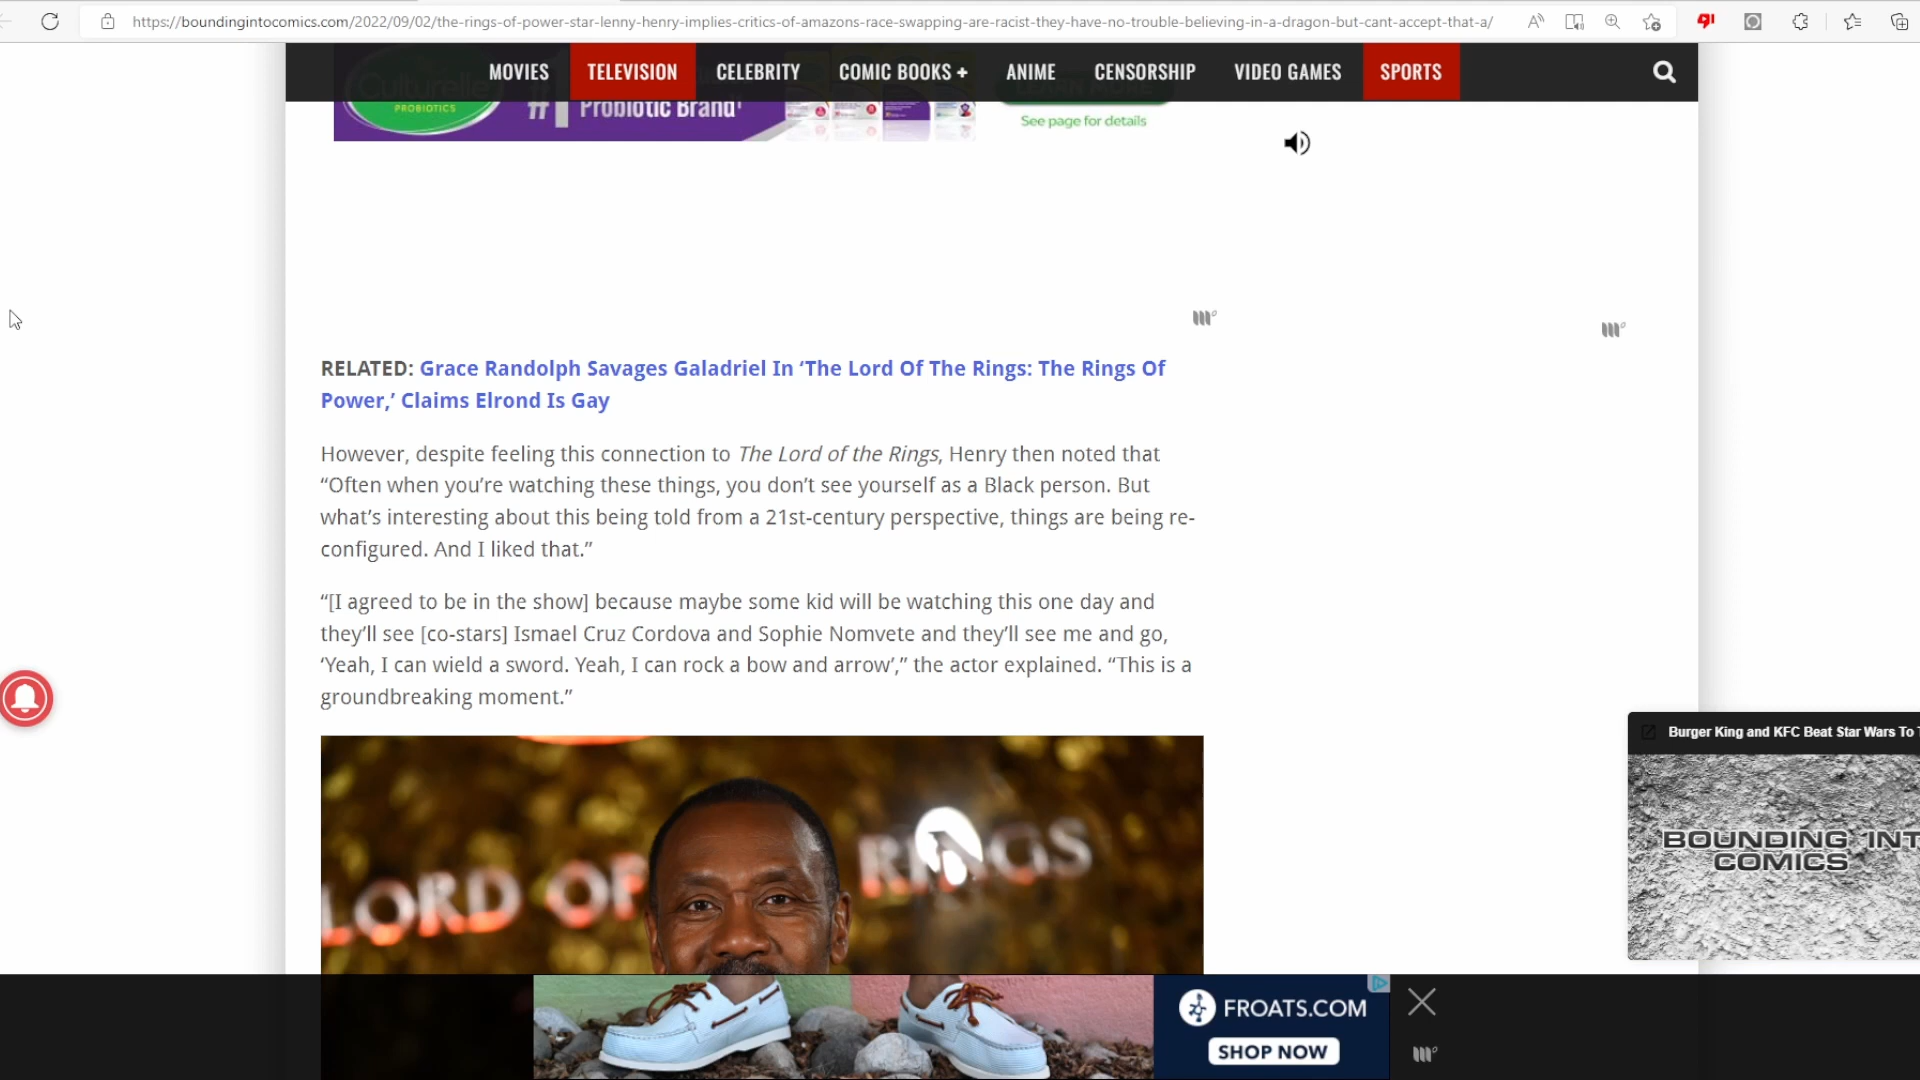 https://boundingintocomics.com/2022/09/02/the-rings-of-power-star-lenny-henry-implies-critics-of-amazons-race-swapping-are-racist-they-have-no-trouble-believing-in-a-dragon-but-cant-accept-that-a/
MOVIES TELEVISION CELEBRITY COMIC BOOKS + ANIME CENSORSHIP VIDEO GAMES SPORTS
Culturelle
PROBIOTICS
#1 Probiotic Brand†
LEARN MORE
See page for details
RELATED: Grace Randolph Savages Galadriel In ‘The Lord Of The Rings: The Rings Of
Power,’ Claims Elrond Is Gay
However, despite feeling this connection to The Lord of the Rings, Henry then noted that
“Often when you’re watching these things, you don’t see yourself as a Black person. But
what’s interesting about this being told from a 21st-century perspective, things are being re-
configured. And I liked that.”
“[I agreed to be in the show] because maybe some kid will be watching this one day and
they’ll see [co-stars] Ismael Cruz Cordova and Sophie Nomvete and they’ll see me and go,
‘Yeah, I can wield a sword. Yeah, I can rock a bow and arrow’,” the actor explained. “This is a
groundbreaking moment.”
LORD OF RINGS
Burger King and KFC Beat Star Wars To T
BOUNDING INT
COMICS
FROATS.COM
SHOP NOW